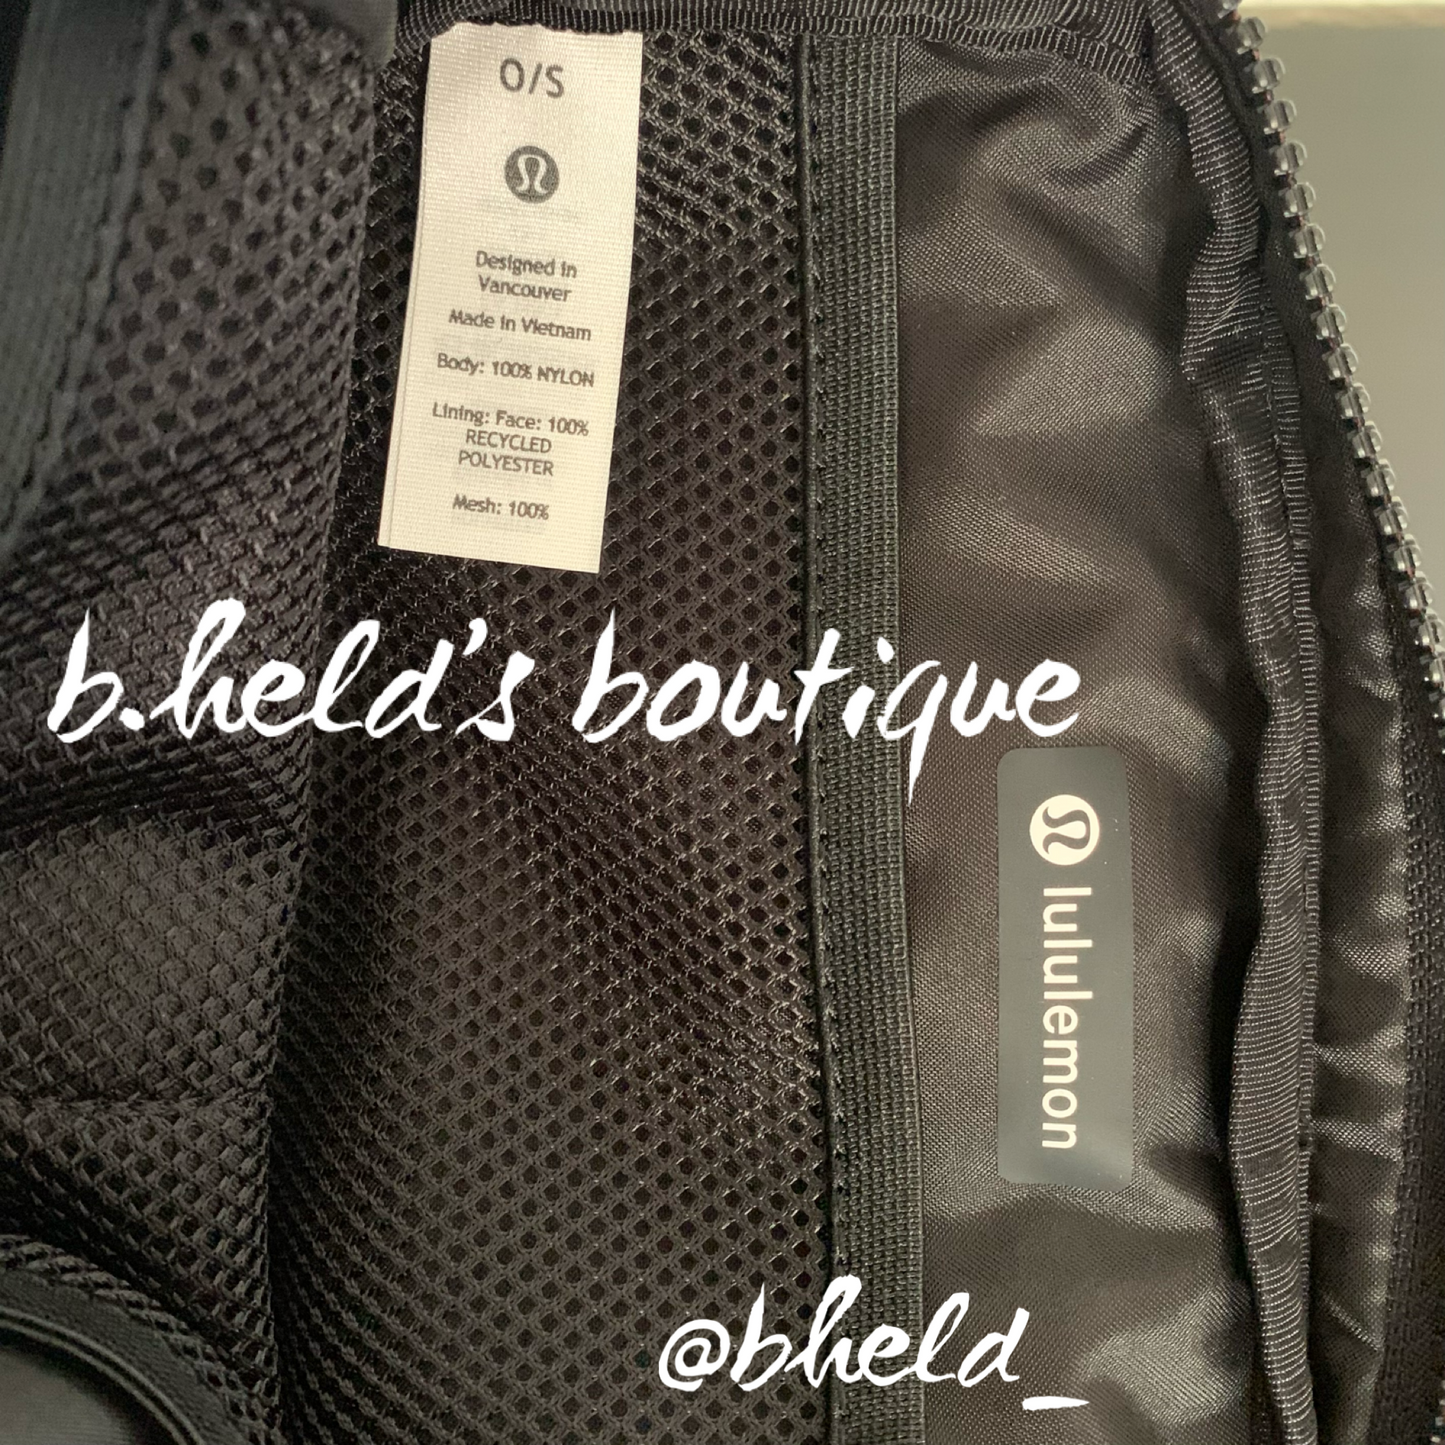 O/S
Designed in
Vancouver
Made in Vietnam
Body: 100% NYLON
Lining: Face: 100%
RECYCLED
POLYESTER
Mesh: 100%
b.held's boutique
lululemon
@bheld_